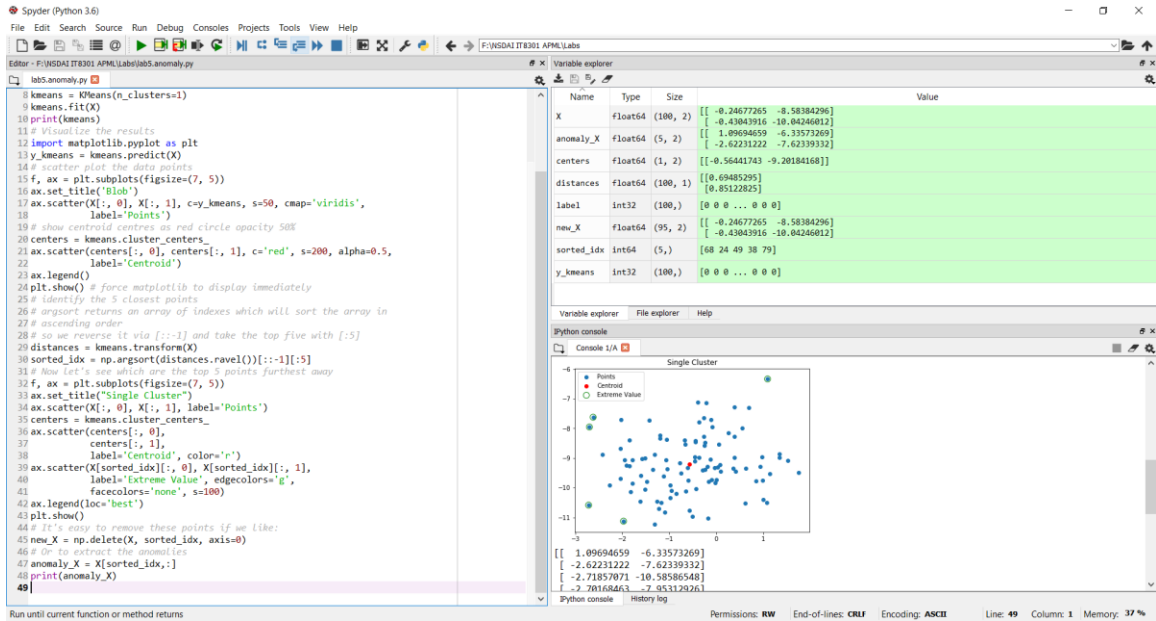 Spyder (Python 3.6)
File Edit Search Source Run Debug Consoles Projects Tools View Help
F:\NSDAI IT8301 APML\Labs
Editor - F:\NSDAI IT8301 APML\Labs\lab5.anomaly.py
lab5.anomaly.py
8 kmeans = KMeans(n_clusters=1)
9 kmeans.fit(X)
10 print(kmeans)
11 # Visualize the results
12 import matplotlib.pyplot as plt
13 y_kmeans = kmeans.predict(X)
14 # scatter plot the data points
15 f, ax = plt.subplots(figsize=(7, 5))
16 ax.set_title('Blob')
17 ax.scatter(X[:, 0], X[:, 1], c=y_kmeans, s=50, cmap='viridis',
18 label='Points')
19 # show centroid centres as red circle opacity 50%
20 centers = kmeans.cluster_centers_
21 ax.scatter(centers[:, 0], centers[:, 1], c='red', s=200, alpha=0.5,
22 label='Centroid')
23 ax.legend()
24 plt.show() # force matplotlib to display immediately
25 # identify the 5 closest points
26 # argsort returns an array of indexes which will sort the array in
27 # ascending order
28 # so we reverse it via [::-1] and take the top five with [:5]
29 distances = kmeans.transform(X)
30 sorted_idx = np.argsort(distances.ravel())[::-1][:5]
31 # Now let's see which are the top 5 points furthest away
32 f, ax = plt.subplots(figsize=(7, 5))
33 ax.set_title("Single Cluster")
34 ax.scatter(X[:, 0], X[:, 1], label='Points')
35 centers = kmeans.cluster_centers_
36 ax.scatter(centers[:, 0],
37 centers[:, 1],
38 label='Centroid', color='r')
39 ax.scatter(X[sorted_idx][:, 0], X[sorted_idx][:, 1],
40 label='Extreme Value', edgecolors='g',
41 facecolors='none', s=100)
42 ax.legend(loc='best')
43 plt.show()
44 # It's easy to remove these points if we like:
45 new_X = np.delete(X, sorted_idx, axis=0)
46 # Or to extract the anomalies
47 anomaly_X = X[sorted_idx,:]
48 print(anomaly_X)
49
Variable explorer
Name Type Size Value
X float64 (100, 2) [[ -0.24677265 -8.58384296]
[ -0.43043916 -10.04246012]
anomaly_X float64 (5, 2) [[ 1.09694659 -6.33573269]
[ -2.62231222 -7.62339332]
centers float64 (1, 2) [[-0.56441743 -9.20184168]]
distances float64 (100, 1) [[0.69485295]
[0.85122825]
label int32 (100,) [0 0 0 ... 0 0 0]
new_X float64 (95, 2) [[ -0.24677265 -8.58384296]
[ -0.43043916 -10.04246012]
sorted_idx int64 (5,) [68 24 49 38 79]
y_kmeans int32 (100,) [0 0 0 ... 0 0 0]
Variable explorer File explorer Help
IPython console
Console 1/A
Single Cluster
Points
Centroid
Extreme Value
−6
−7
−8
−9
−10
−11
−3 −2 −1 0 1
[[ 1.09694659 -6.33573269]
[ -2.62231222 -7.62339332]
[ -2.71857071 -10.58586548]
[ -2.70168463 -7.95312926]
IPython console History log
Run until current function or method returns
Permissions: RW End-of-lines: CRLF Encoding: ASCII Line: 49 Column: 1 Memory: 37 %